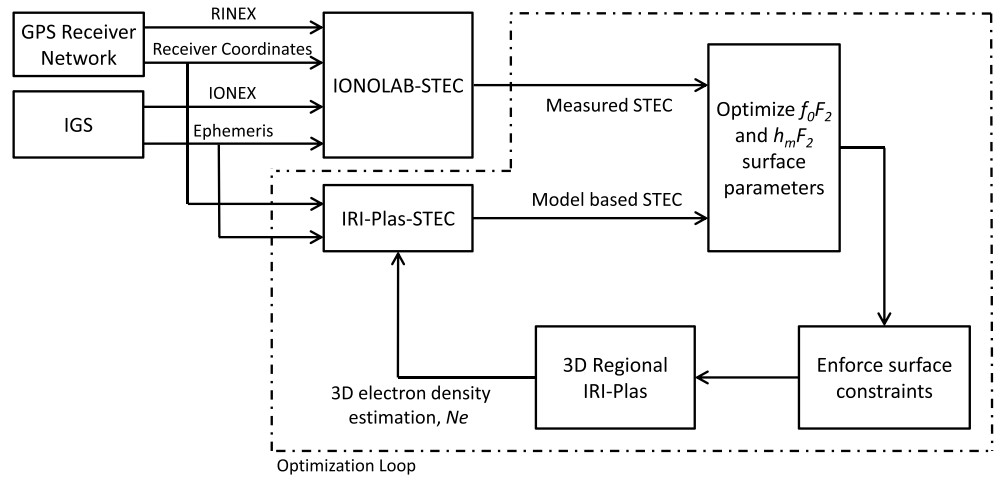 RINEX
GPS Receiver
Network
Receiver Coordinates
IONEX
IGS
Ephemeris
IONOLAB-STEC
Measured STEC
Optimize f0F2
and hmF2
surface
parameters
IRI-Plas-STEC
Model based STEC
3D electron density
estimation, Ne
3D Regional
IRI-Plas
Enforce surface
constraints
Optimization Loop